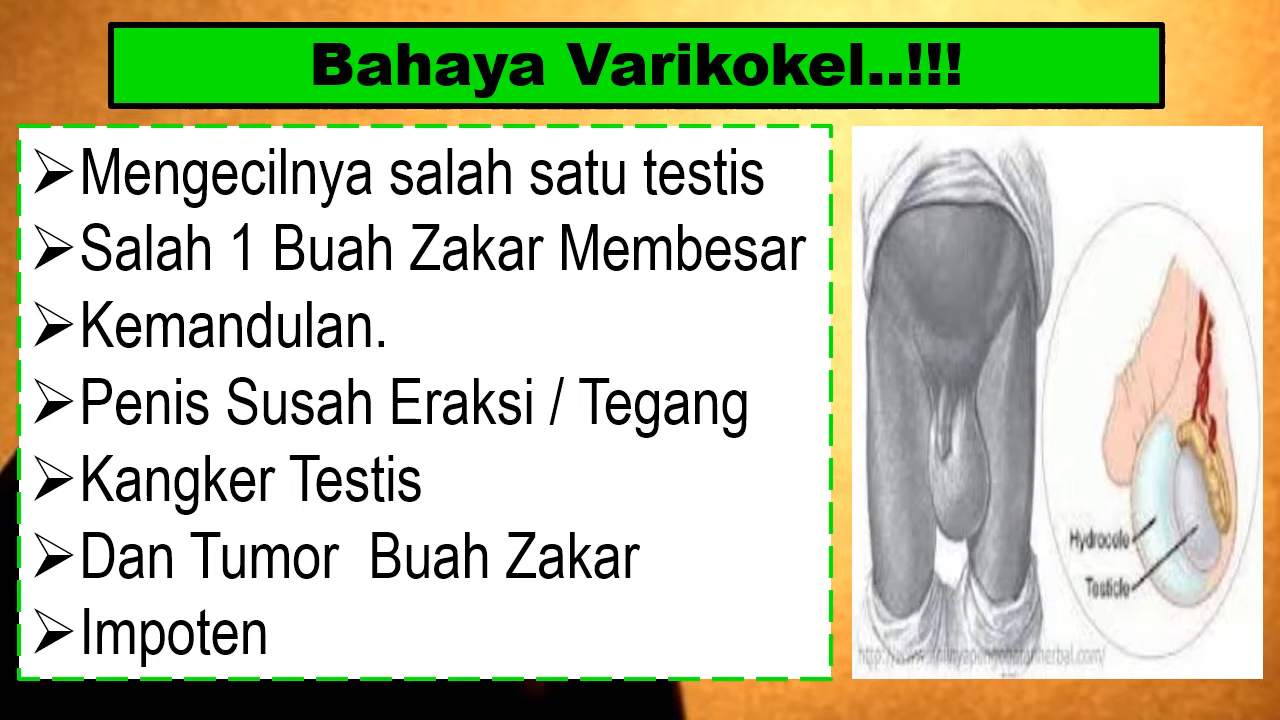 Bahaya Varikokel..!!!
➢Mengecilnya salah satu testis
➢Salah 1 Buah Zakar Membesar
➢Kemandulan.
➢Penis Susah Eraksi / Tegang
➢Kangker Testis
➢Dan Tumor  Buah Zakar
➢Impoten
Hydrocele
Testicle